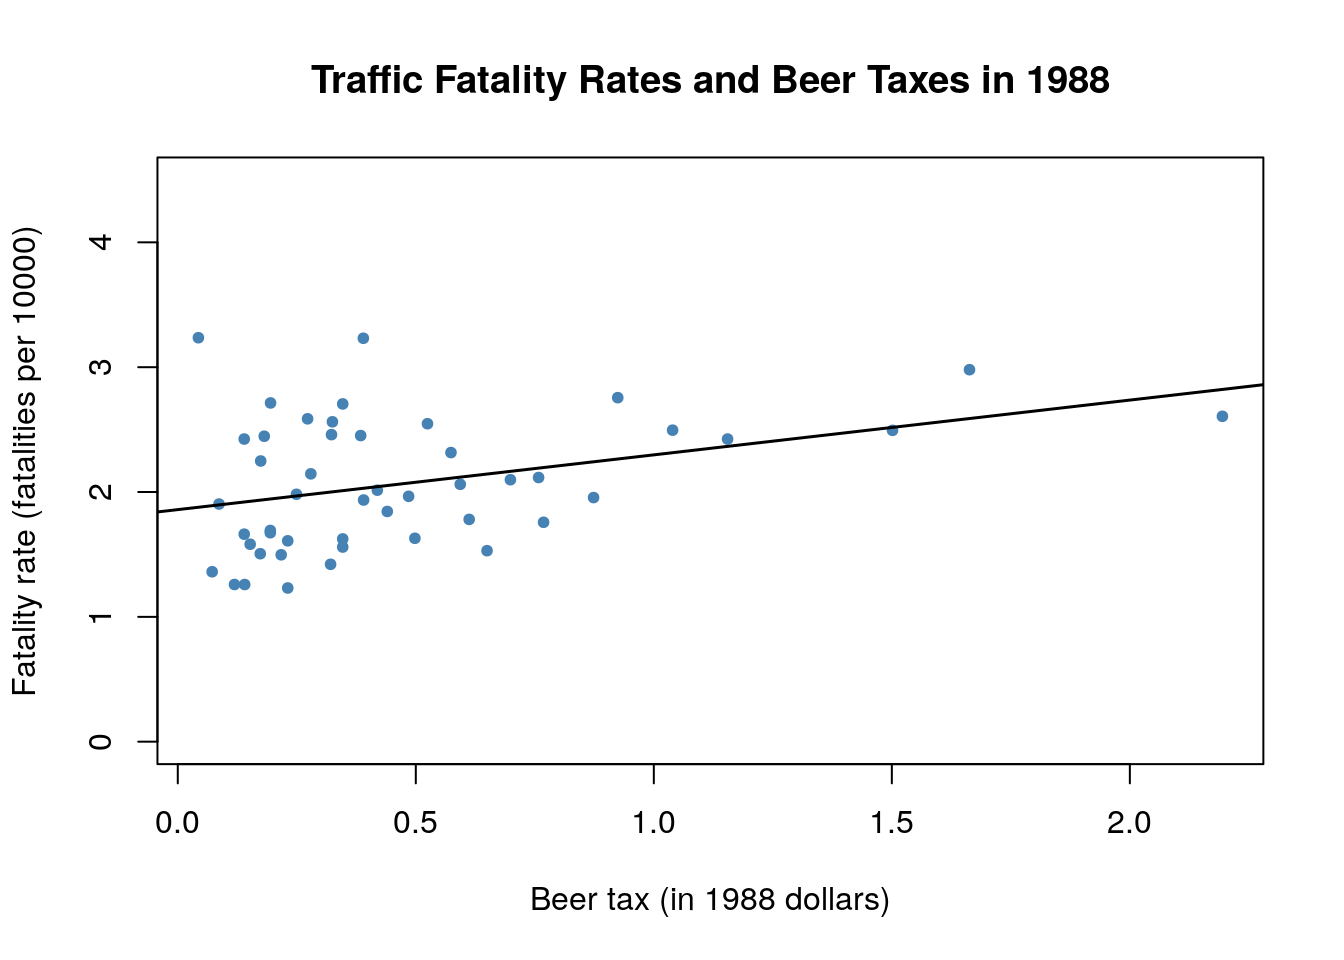 Traffic Fatality Rates and Beer Taxes in 1988
Fatality rate (fatalities per 10000)
4
3
2
1
0
0.0 0.5 1.0 1.5 2.0
Beer tax (in 1988 dollars)